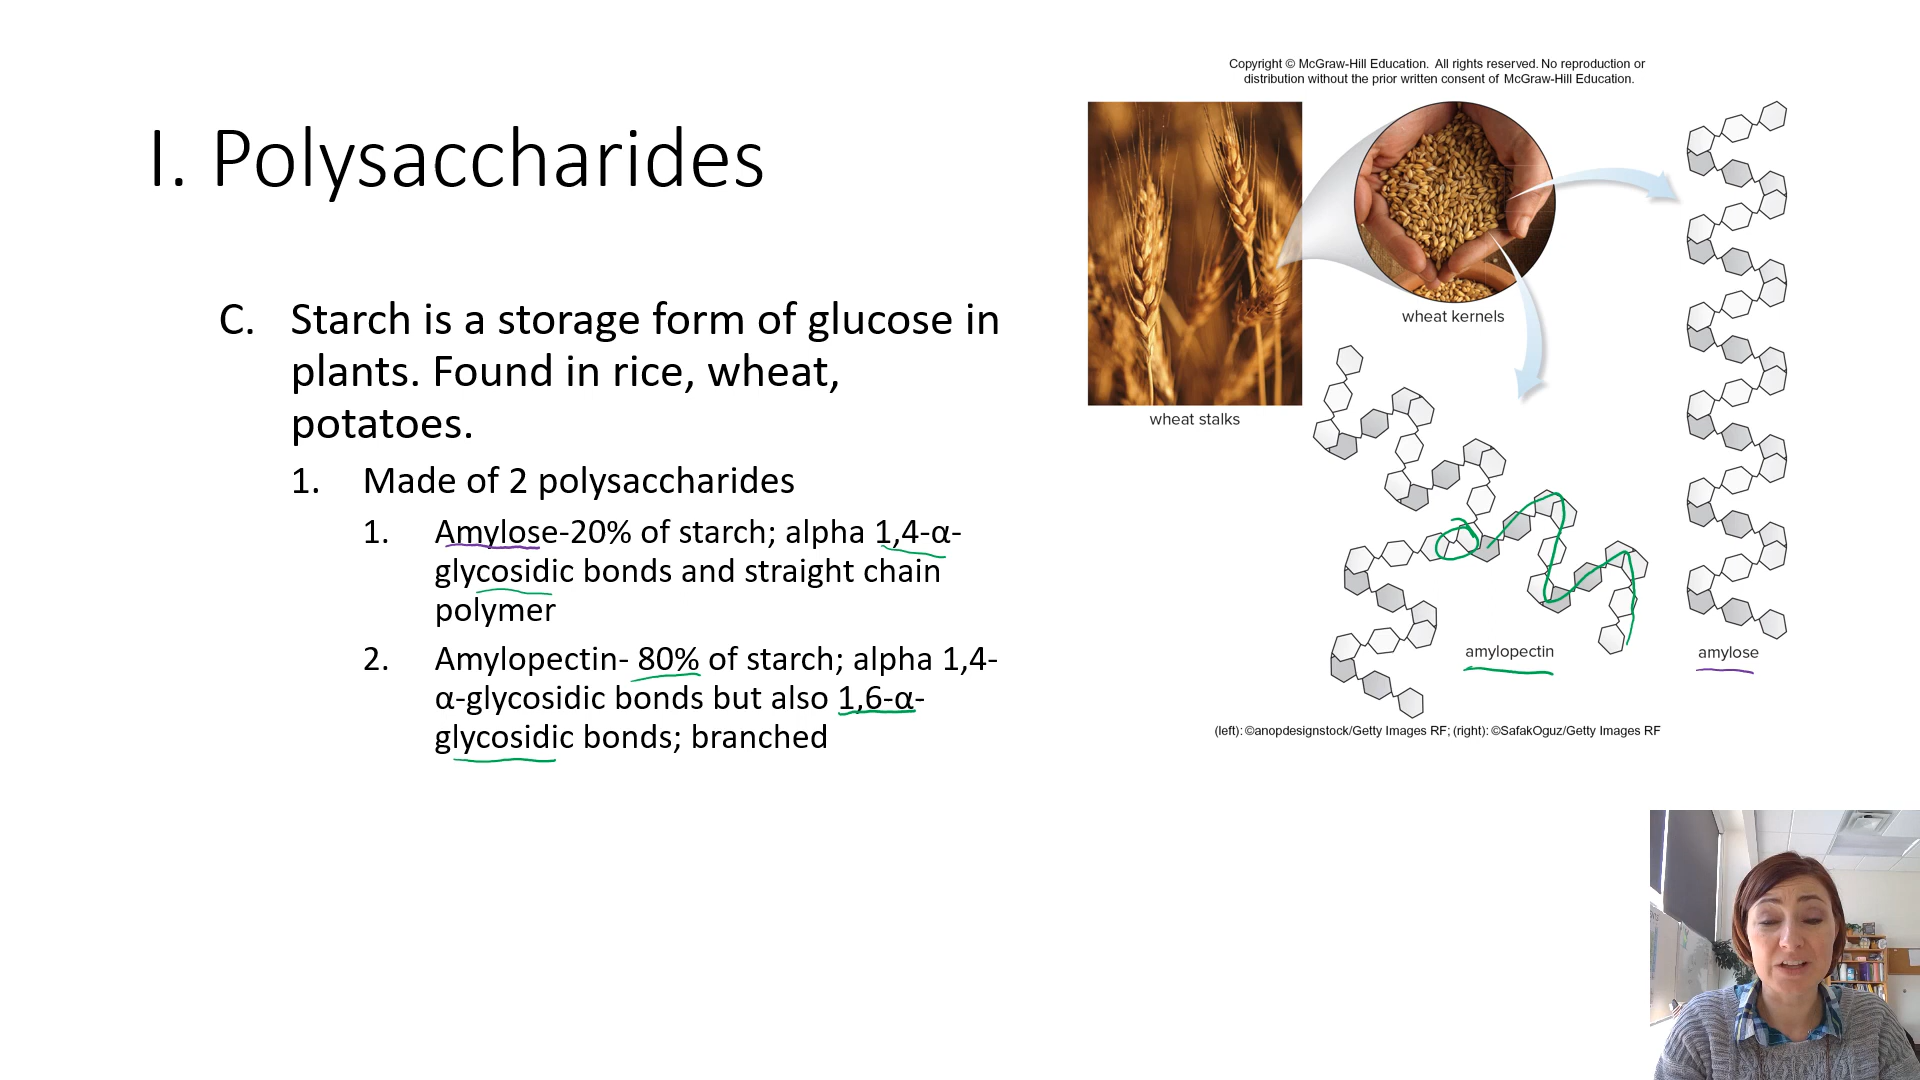 Copyright © McGraw-Hill Education. All rights reserved. No reproduction or
distribution without the prior written consent of McGraw-Hill Education.
I. Polysaccharides
C. Starch is a storage form of glucose in
plants. Found in rice, wheat,
potatoes.
1. Made of 2 polysaccharides
1. Amylose-20% of starch; alpha 1,4-α-
glycosidic bonds and straight chain
polymer
2. Amylopectin- 80% of starch; alpha 1,4-
α-glycosidic bonds but also 1,6-α-
glycosidic bonds; branched
wheat kernels
wheat stalks
amylopectin
amylose
(left): ©anopdesignstock/Getty Images RF; (right): ©SafakOguz/Getty Images RF